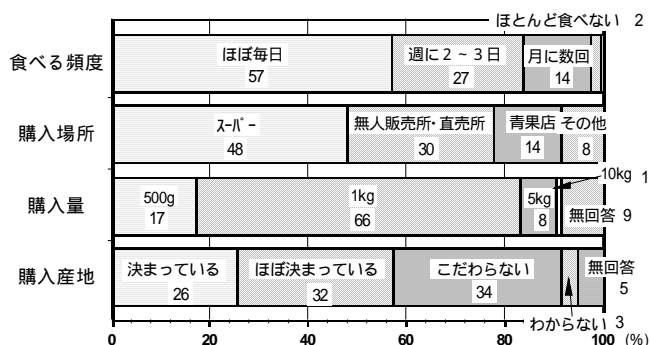 ほとんど食べない 2
食べる頻度 ほぼ毎日 57 週に2~3日 27 月に数回 14
購入場所 スーパー 48 無人販売所・直売所 30 青果店 14 その他 8
10kg 1
購入量 500g 17 1kg 66 5kg 8 無回答 9
購入産地 決まっている 26 ほぼ決まっている 32 こだわらない 34 無回答 5
わからない 3
0 20 40 60 80 100 (%)